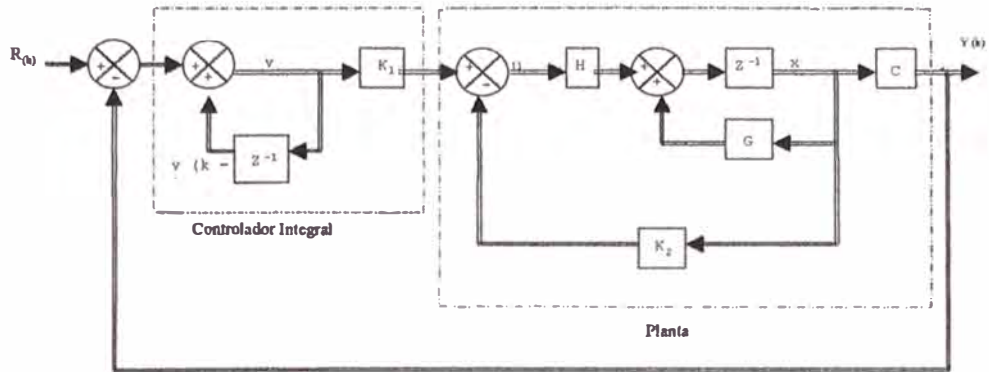 R(k)
+
-
+
+
v
K1
+
-
u
H
+
+
Z-1
x
C
Y(k)
v (k -
Z-1
G
K2
Controlador Integral
Planta